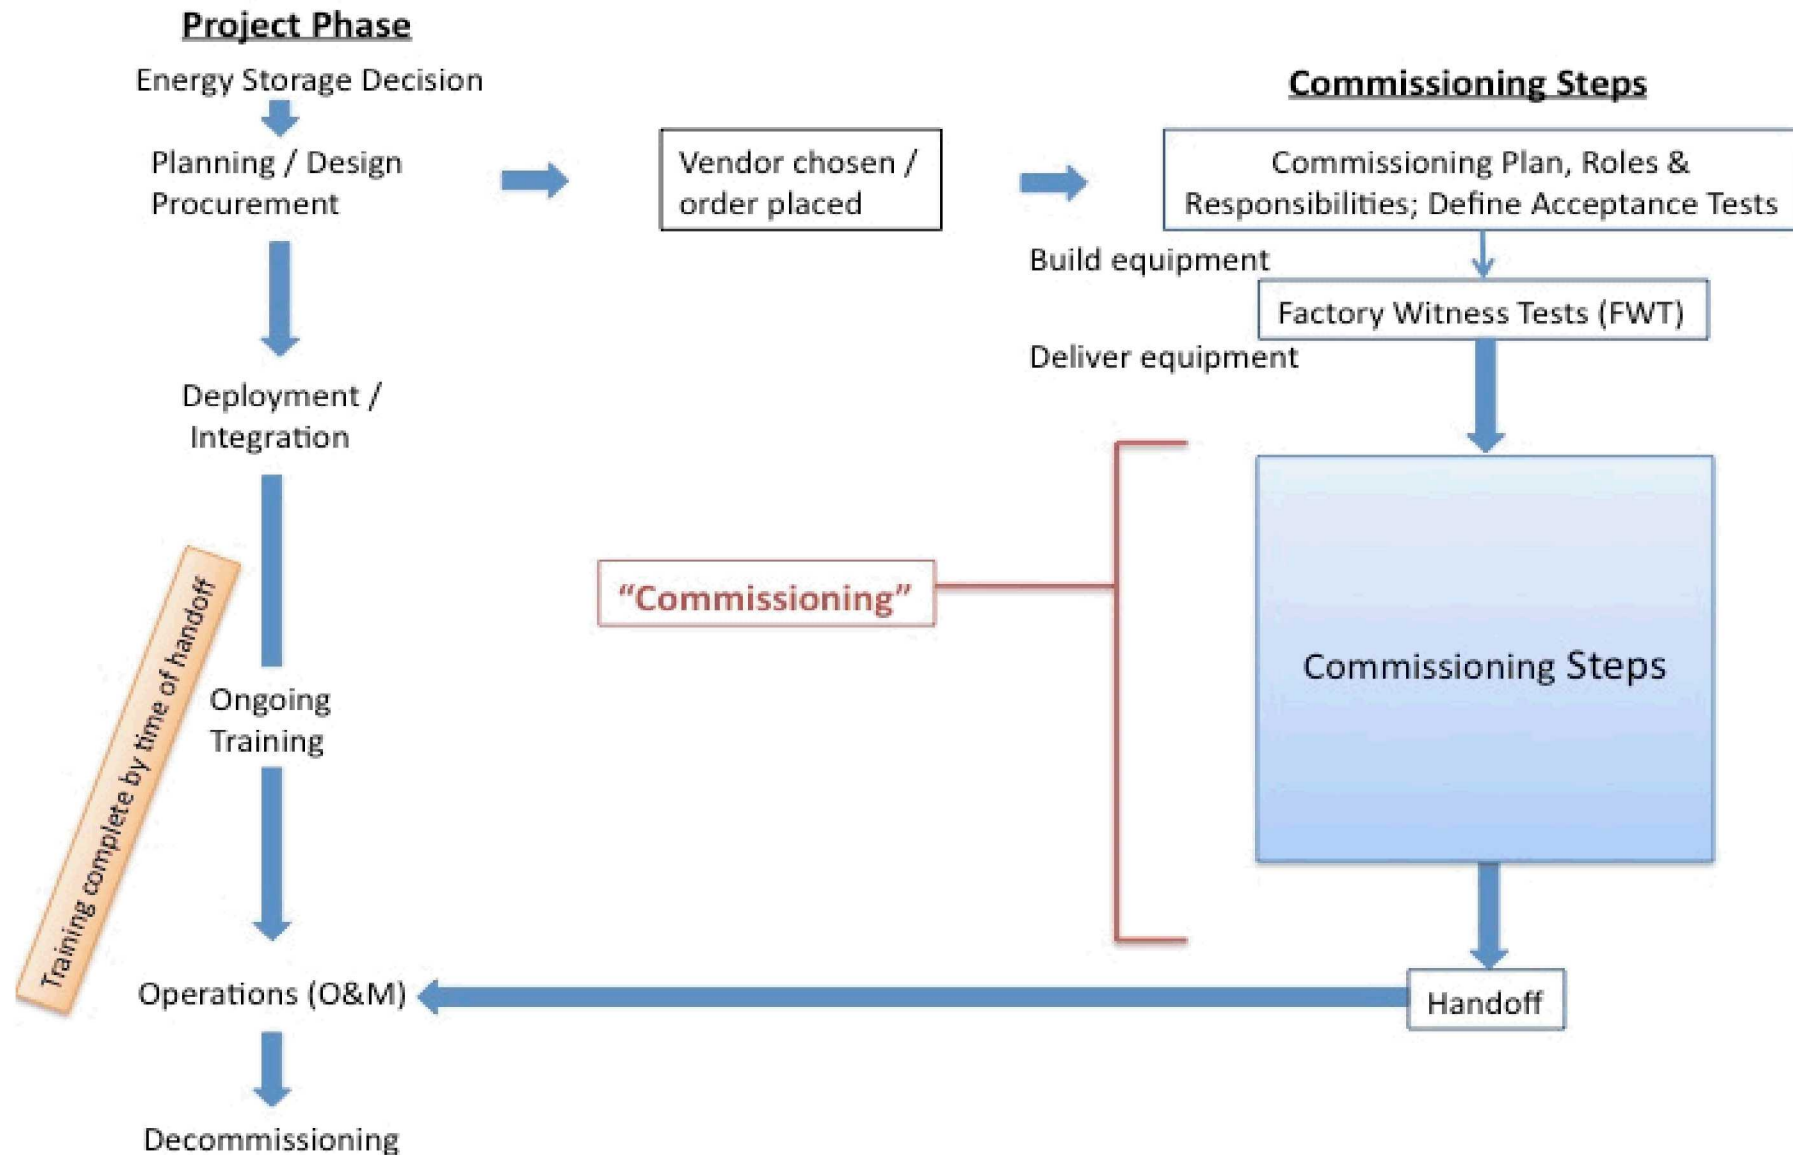 Project Phase
Energy Storage Decision
Commissioning Steps
Planning / Design
Procurement
Vendor chosen /
order placed
Commissioning Plan, Roles &
Responsibilities; Define Acceptance Tests
Build equipment
Factory Witness Tests (FWT)
Deliver equipment
Deployment /
Integration
"Commissioning"
Commissioning Steps
Training complete by time of handoff
Ongoing
Training
Operations (O&M)
Handoff
Decommissioning